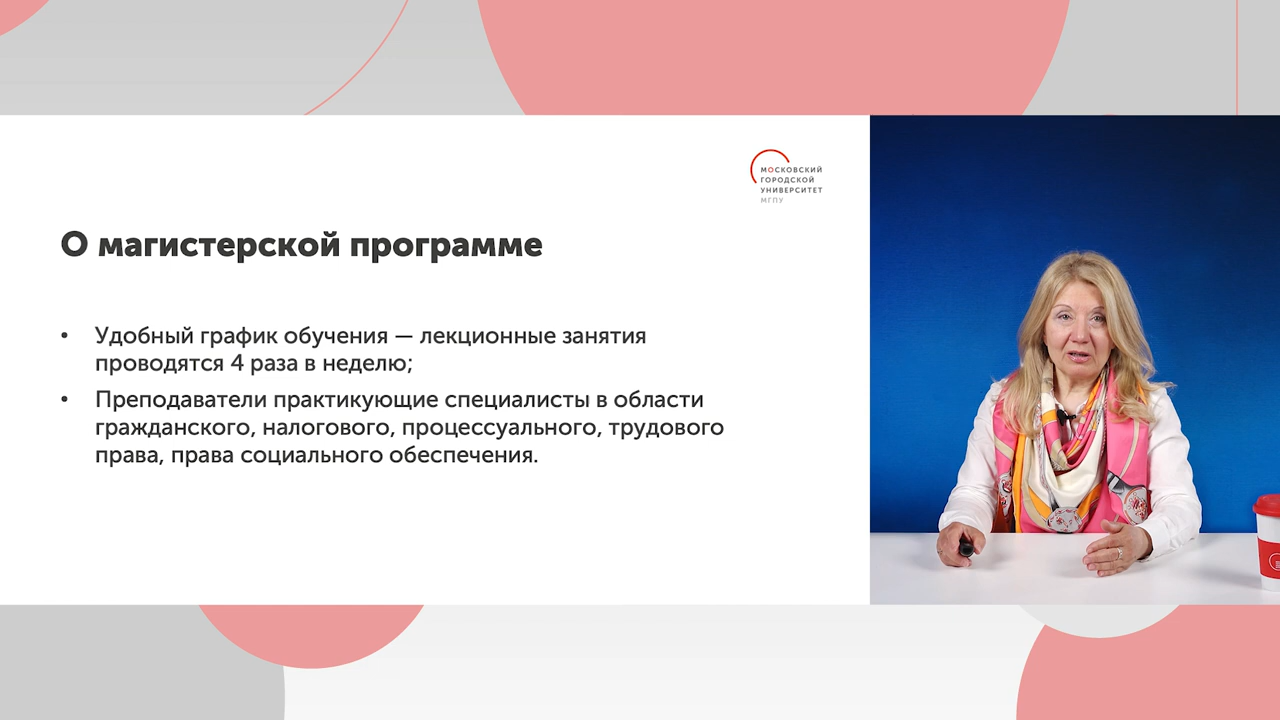 МОСКОВСКИЙ
ГОРОДСКОЙ
УНИВЕРСИТЕТ
МГПУ
О магистерской программе
• Удобный график обучения — лекционные занятия
проводятся 4 раза в неделю;
• Преподаватели практикующие специалисты в области
гражданского, налогового, процессуального, трудового
права, права социального обеспечения.